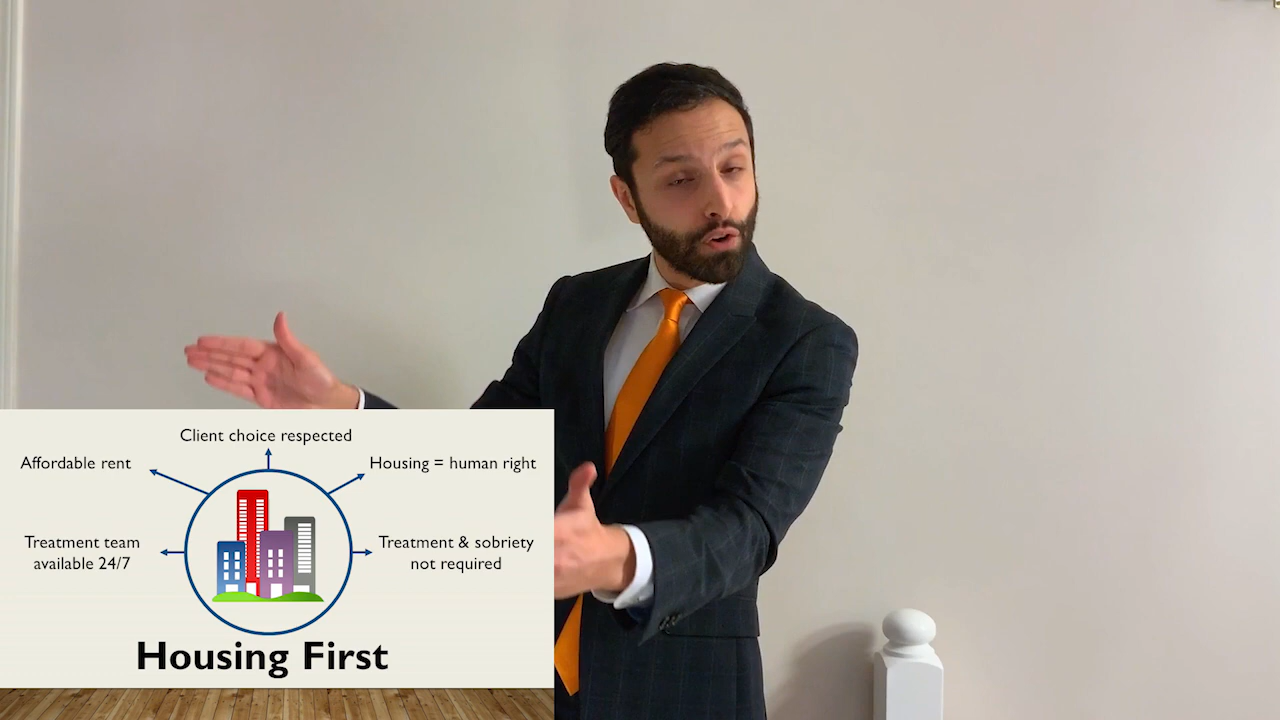 Client choice respected
Affordable rent
Housing = human right
Treatment team
available 24/7
Treatment & sobriety
not required
Housing First